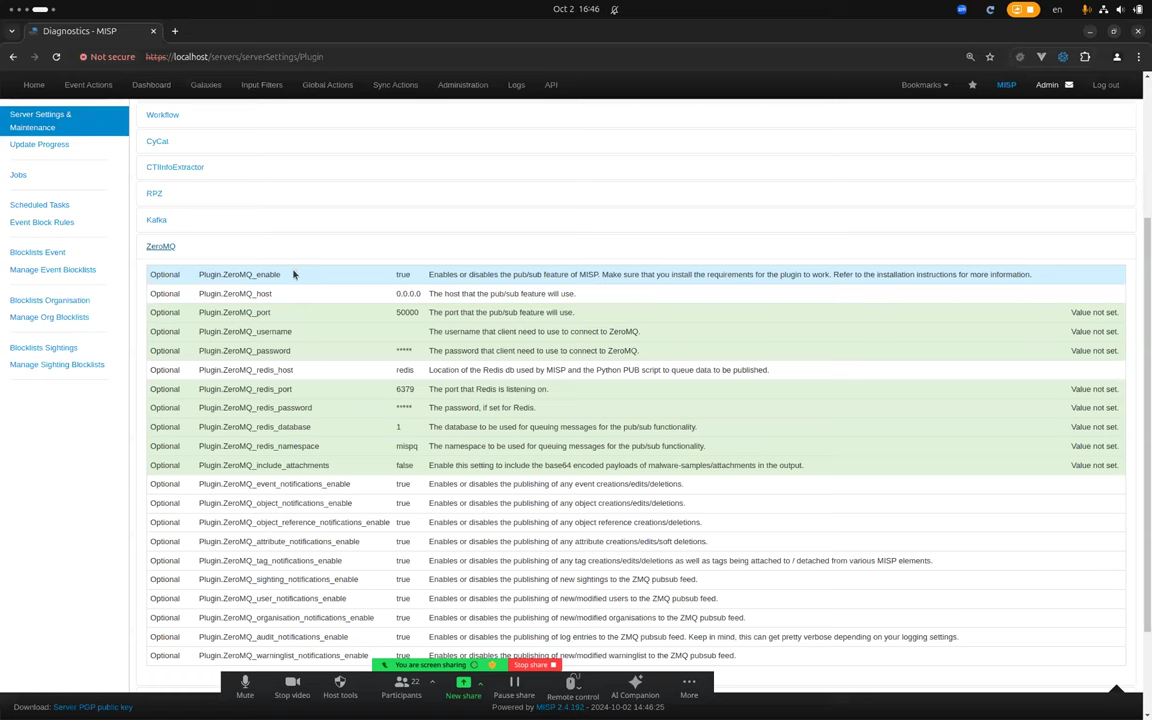 Oct 2 16:46
en
Diagnostics - MISP
Not secure https://localhost/servers/serverSettings/Plugin
Home Event Actions Dashboard Galaxies Input Filters Global Actions Sync Actions Administration Logs API Bookmarks MISP Admin Log out
Server Settings & Maintenance
Update Progress
Jobs
Scheduled Tasks
Event Block Rules
Blocklists Event
Manage Event Blocklists
Blocklists Organisation
Manage Org Blocklists
Blocklists Sightings
Manage Sighting Blocklists
Workflow
CyCat
CTIInfoExtractor
RPZ
Kafka
ZeroMQ
Optional Plugin.ZeroMQ_enable true Enables or disables the pub/sub feature of MISP. Make sure that you install the requirements for the plugin to work. Refer to the installation instructions for more information.
Optional Plugin.ZeroMQ_host 0.0.0.0 The host that the pub/sub feature will use.
Optional Plugin.ZeroMQ_port 50000 The port that the pub/sub feature will use. Value not set.
Optional Plugin.ZeroMQ_username The username that client need to use to connect to ZeroMQ. Value not set.
Optional Plugin.ZeroMQ_password ***** The password that client need to use to connect to ZeroMQ. Value not set.
Optional Plugin.ZeroMQ_redis_host redis Location of the Redis db used by MISP and the Python PUB script to queue data to be published.
Optional Plugin.ZeroMQ_redis_port 6379 The port that Redis is listening on. Value not set.
Optional Plugin.ZeroMQ_redis_password ***** The password, if set for Redis. Value not set.
Optional Plugin.ZeroMQ_redis_database 1 The database to be used for queuing messages for the pub/sub functionality. Value not set.
Optional Plugin.ZeroMQ_redis_namespace mispq The namespace to be used for queuing messages for the pub/sub functionality. Value not set.
Optional Plugin.ZeroMQ_include_attachments false Enable this setting to include the base64 encoded payloads of malware-samples/attachments in the output. Value not set.
Optional Plugin.ZeroMQ_event_notifications_enable true Enables or disables the publishing of any event creations/edits/deletions.
Optional Plugin.ZeroMQ_object_notifications_enable true Enables or disables the publishing of any object creations/edits/deletions.
Optional Plugin.ZeroMQ_object_reference_notifications_enable true Enables or disables the publishing of any object reference creations/deletions.
Optional Plugin.ZeroMQ_attribute_notifications_enable true Enables or disables the publishing of any attribute creations/edits/soft deletions.
Optional Plugin.ZeroMQ_tag_notifications_enable true Enables or disables the publishing of any tag creations/edits/deletions as well as tags being attached to / detached from various MISP elements.
Optional Plugin.ZeroMQ_sighting_notifications_enable true Enables or disables the publishing of new sightings to the ZMQ pubsub feed.
Optional Plugin.ZeroMQ_user_notifications_enable true Enables or disables the publishing of new/modified users to the ZMQ pubsub feed.
Optional Plugin.ZeroMQ_organisation_notifications_enable true Enables or disables the publishing of new/modified organisations to the ZMQ pubsub feed.
Optional Plugin.ZeroMQ_audit_notifications_enable true Enables or disables the publishing of log entries to the ZMQ pubsub feed. Keep in mind, this can get pretty verbose depending on your logging settings.
Optional Plugin.ZeroMQ_warninglist_notifications_enable true Enables or disables the publishing of new/modified warninglist to the ZMQ pubsub feed.
You are screen sharing Stop share
Mute Stop video Host tools Participants 22 New share Pause share Remote control AI Companion More
Download: Server PGP public key Powered by MISP 2.4.192 - 2024-10-02 14:46:25